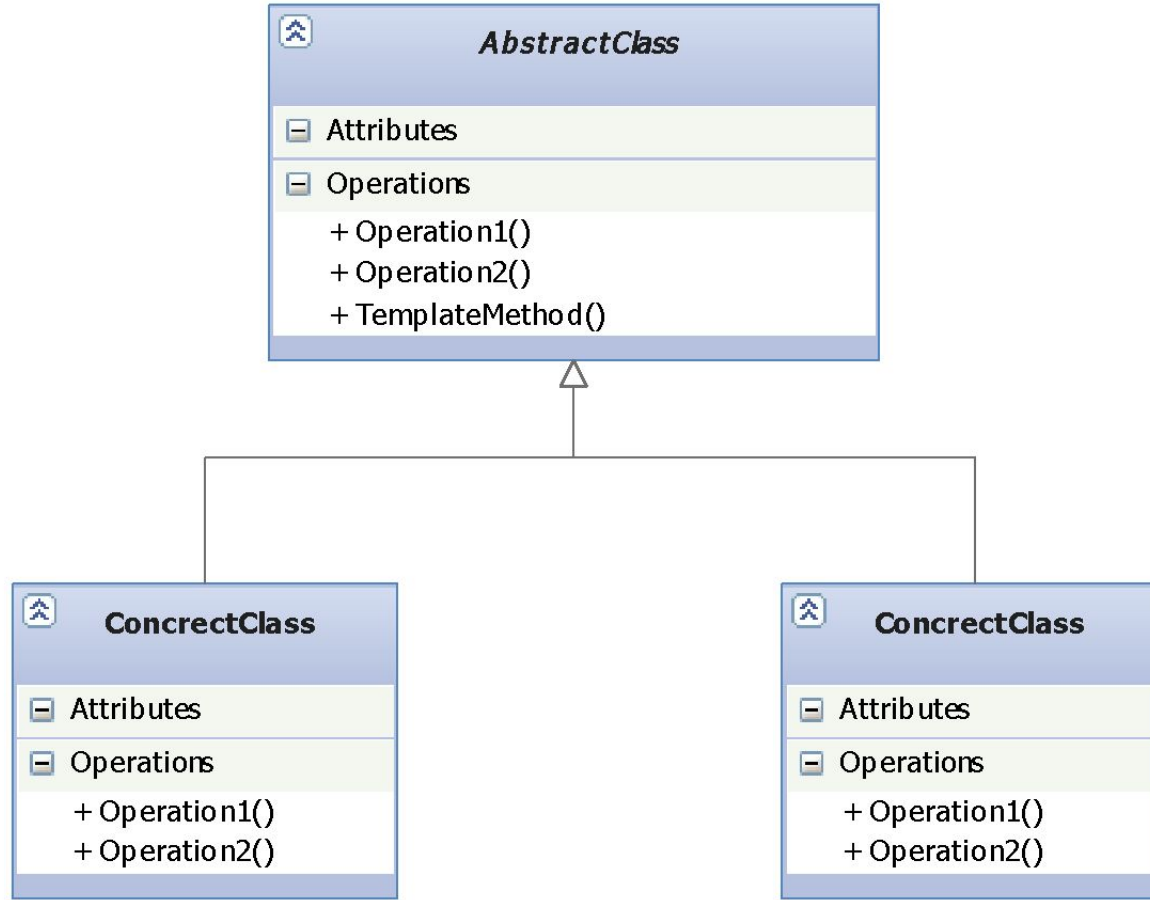 AbstractClass
Attributes
Operations
+ Operation1()
+ Operation2()
+ TemplateMethod()
ConcrectClass
Attributes
Operations
+ Operation1()
+ Operation2()
ConcrectClass
Attributes
Operations
+ Operation1()
+ Operation2()